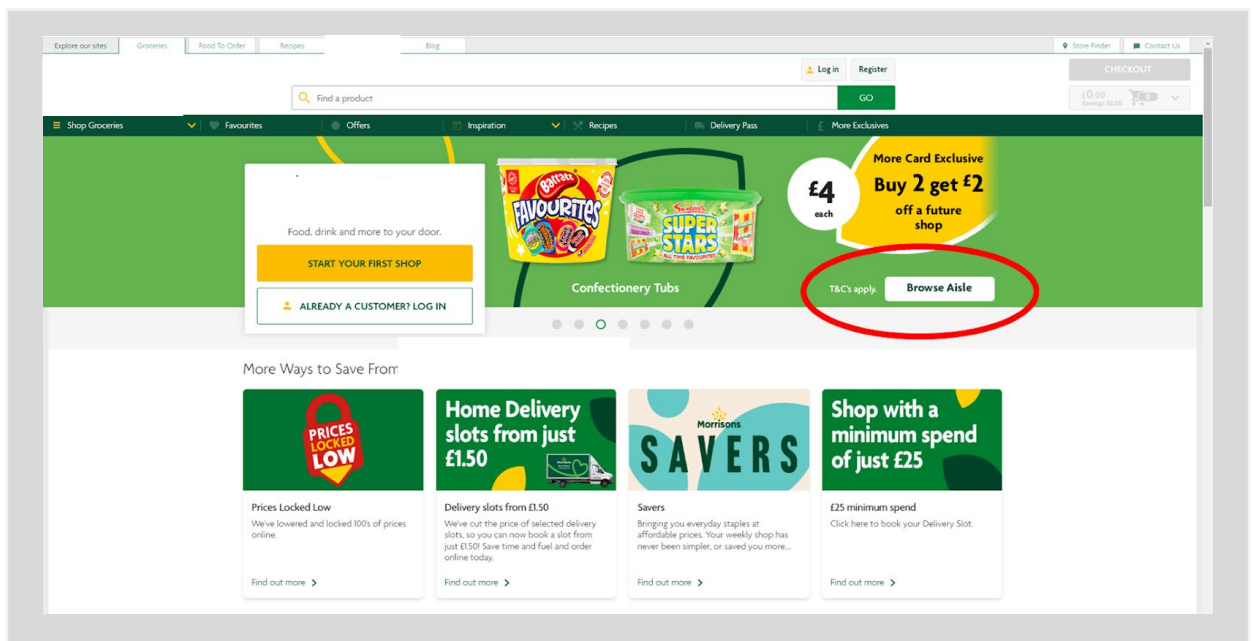 Explore our sites
Groceries
Food To Order
Recipes
Blog
Store Finder
Contact Us
Log in
Register
CHECKOUT
Find a product
GO
£0.00
Savings £0.00
0
Shop Groceries
Favourites
Offers
Inspiration
Recipes
Delivery Pass
More Exclusives
Food, drink and more to your door.
START YOUR FIRST SHOP
ALREADY A CUSTOMER? LOG IN
Barratt
FAVOURITES
Swizzels
SUPER
STARS
ALL TIME FAVOURITES
Confectionery Tubs
£4
each
More Card Exclusive
Buy 2 get £2
off a future
shop
T&C's apply.
Browse Aisle
More Ways to Save From
PRICES
LOCKED
LOW
Prices Locked Low
We've lowered and locked 100's of prices
online.
Find out more
Home Delivery
slots from just
£1.50
Delivery slots from £1.50
We've cut the price of selected delivery
slots, so you can now book a slot from
just £1.50! Save time and fuel and order
online today.
Find out more
Morrisons
SAVERS
Savers
Bringing you everyday staples at
affordable prices. Your weekly shop has
never been simpler, or saved you more...
Find out more
Shop with a
minimum spend
of just £25
£25 minimum spend
Click here to book your Delivery Slot.
Find out more